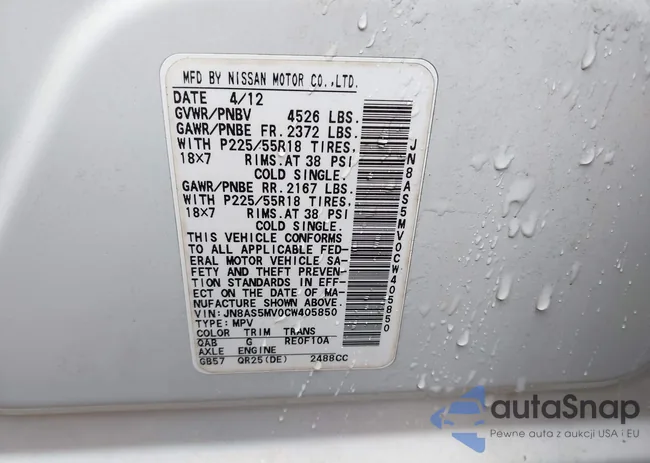 MFD BY NISSAN MOTOR CO.,LTD.
DATE 4/12
GVWR/PNBV 4526 LBS.
GAWR/PNBE FR. 2372 LBS.
WITH P225/55R18 TIRES,
18×7 RIMS.AT 38 PSI
COLD SINGLE.
GAWR/PNBE RR. 2167 LBS.
WITH P225/55R18 TIRES,
18×7 RIMS.AT 38 PSI
COLD SINGLE.
THIS VEHICLE CONFORMS
TO ALL APPLICABLE FED-
ERAL MOTOR VEHICLE SA-
FETY AND THEFT PREVEN-
TION STANDARDS IN EFF-
ECT ON THE DATE OF MA-
NUFACTURE SHOWN ABOVE.
VIN: JN8AS5MV0CW405850
TYPE: MPV
COLOR TRIM TRANS
QAB G RE0F10A
AXLE ENGINE
GB57 QR25(DE) 2488CC
JN8AS5MV0CW405850
autaSnap
Pewne auta z aukcji USA i EU